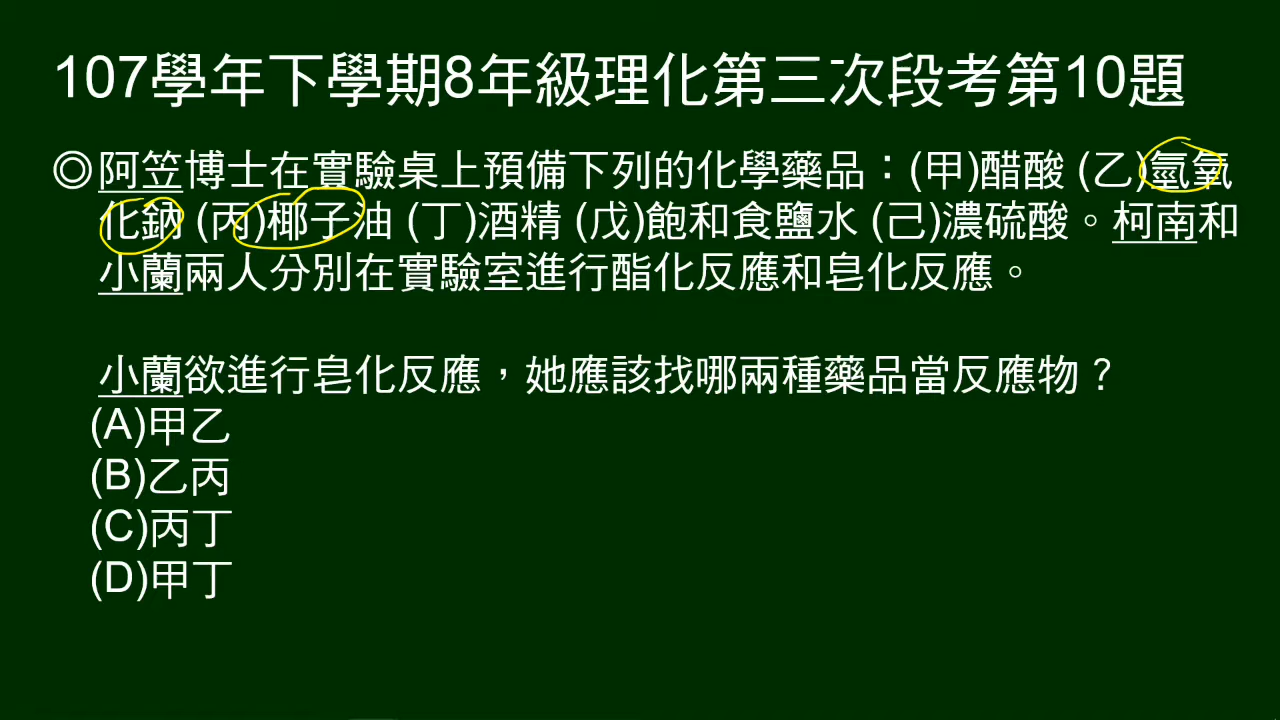 107學年下學期8年級理化第三次段考第10題
◎阿笠博士在實驗桌上預備下列的化學藥品：(甲)醋酸 (乙)氫氧
化鈉 (丙)椰子油 (丁)酒精 (戊)飽和食鹽水 (己)濃硫酸。柯南和
小蘭兩人分別在實驗室進行酯化反應和皂化反應。
小蘭欲進行皂化反應，她應該找哪兩種藥品當反應物？
(A)甲乙
(B)乙丙
(C)丙丁
(D)甲丁